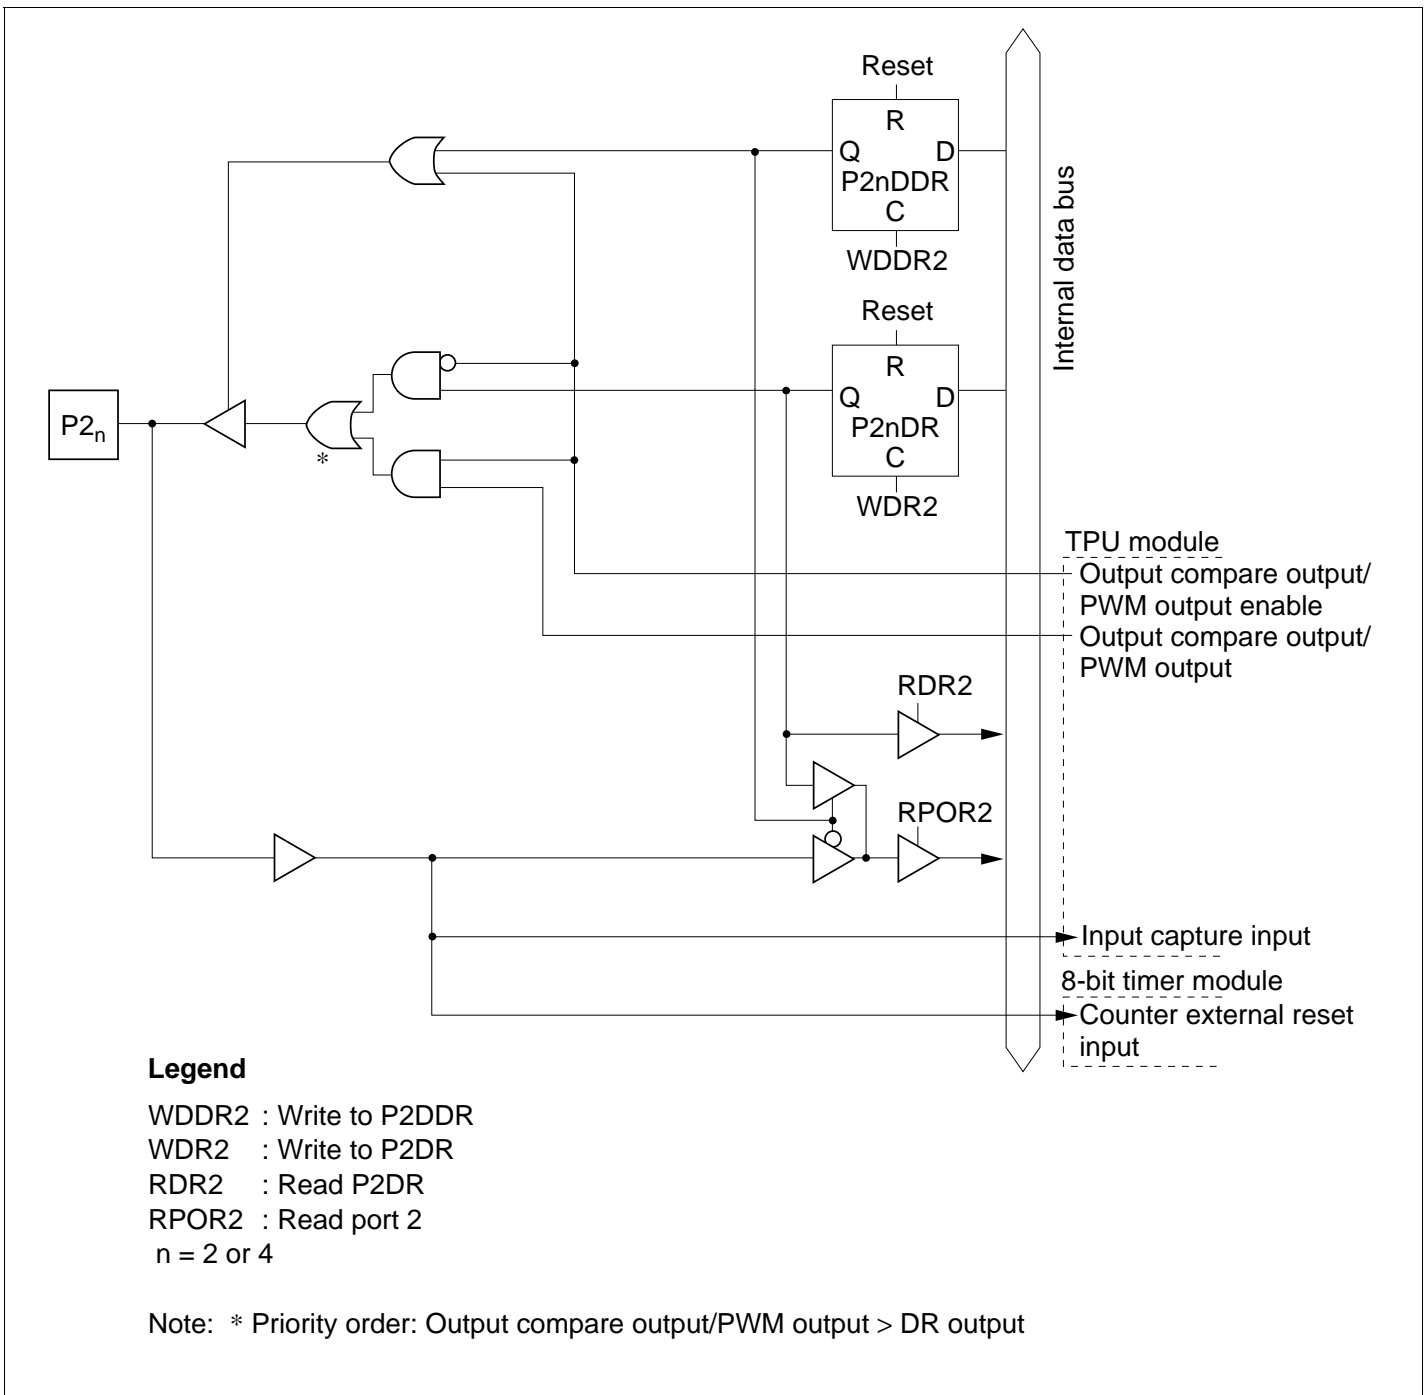 Reset
R
Q D
P2nDDR
C
WDDR2
Internal data bus
Reset
R
Q D
P2nDR
C
WDR2
P2n
*
TPU module
Output compare output/
PWM output enable
Output compare output/
PWM output
RDR2
RPOR2
Input capture input
8-bit timer module
Counter external reset
input
Legend
WDDR2 : Write to P2DDR
WDR2 : Write to P2DR
RDR2 : Read P2DR
RPOR2 : Read port 2
n = 2 or 4
Note: * Priority order: Output compare output/PWM output > DR output